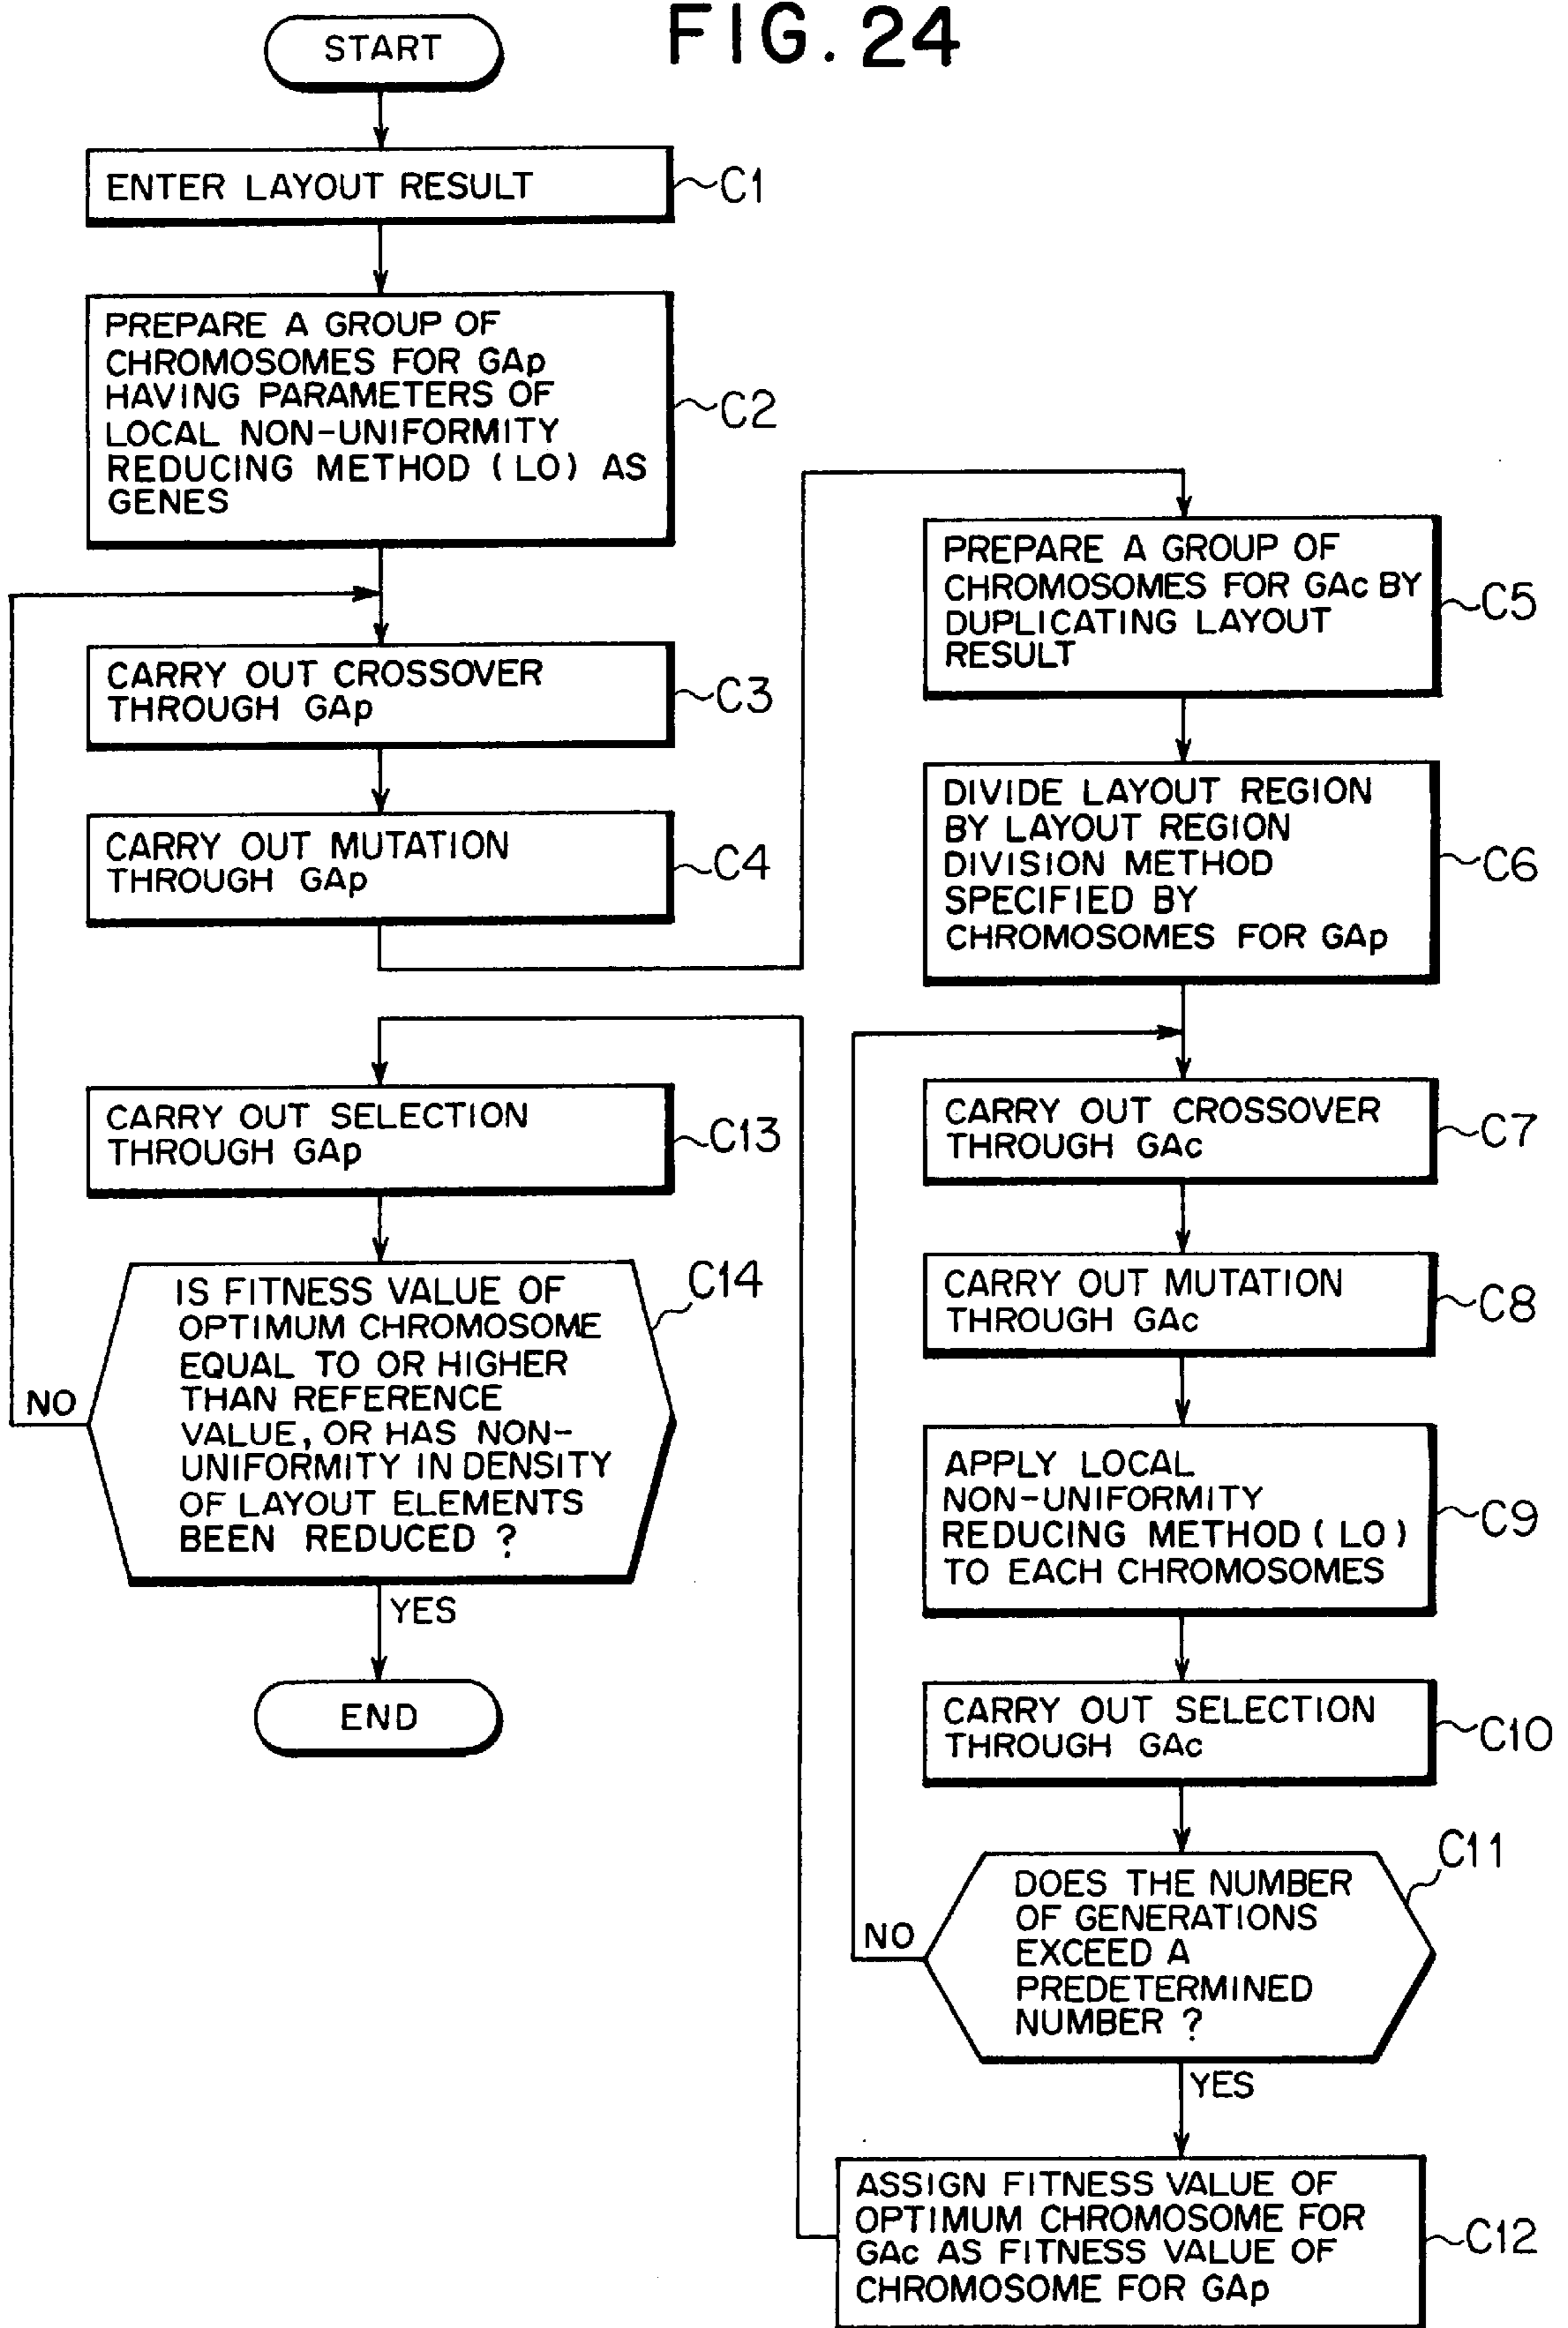 FIG. 24
START
ENTER LAYOUT RESULT
C1
PREPARE A GROUP OF
CHROMOSOMES FOR GAp
HAVING PARAMETERS OF
LOCAL NON-UNIFORMITY
REDUCING METHOD (LO) AS
GENES
C2
CARRY OUT CROSSOVER
THROUGH GAp
C3
CARRY OUT MUTATION
THROUGH GAp
C4
PREPARE A GROUP OF
CHROMOSOMES FOR GAc BY
DUPLICATING LAYOUT
RESULT
C5
DIVIDE LAYOUT REGION
BY LAYOUT REGION
DIVISION METHOD
SPECIFIED BY
CHROMOSOMES FOR GAp
C6
CARRY OUT CROSSOVER
THROUGH GAc
C7
CARRY OUT MUTATION
THROUGH GAc
C8
APPLY LOCAL
NON-UNIFORMITY
REDUCING METHOD (LO)
TO EACH CHROMOSOMES
C9
CARRY OUT SELECTION
THROUGH GAc
C10
DOES THE NUMBER
OF GENERATIONS
EXCEED A
PREDETERMINED
NUMBER ?
C11
NO
YES
ASSIGN FITNESS VALUE OF
OPTIMUM CHROMOSOME FOR
GAc AS FITNESS VALUE OF
CHROMOSOME FOR GAp
C12
CARRY OUT SELECTION
THROUGH GAp
C13
IS FITNESS VALUE OF
OPTIMUM CHROMOSOME
EQUAL TO OR HIGHER
THAN REFERENCE
VALUE, OR HAS NON-
UNIFORMITY IN DENSITY
OF LAYOUT ELEMENTS
BEEN REDUCED ?
C14
NO
YES
END